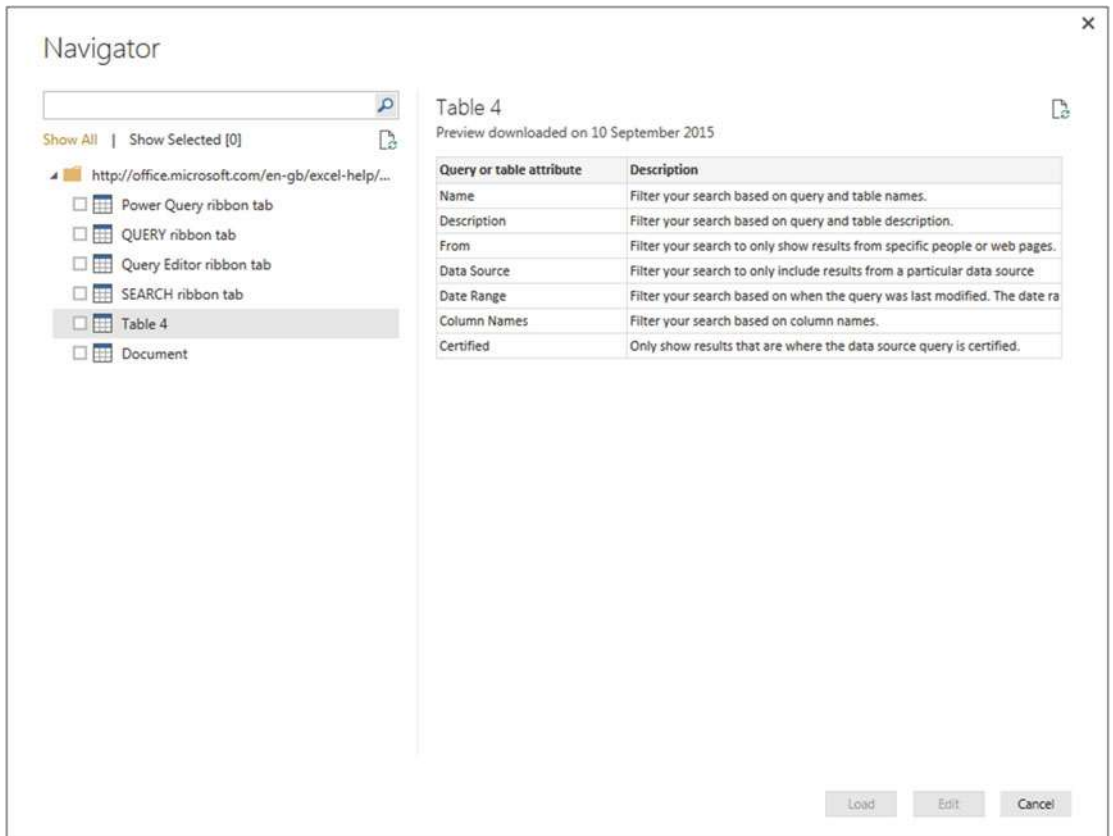 Navigator
Show All | Show Selected [0]
http://office.microsoft.com/en-gb/excel-help/...
Power Query ribbon tab
QUERY ribbon tab
Query Editor ribbon tab
SEARCH ribbon tab
Table 4
Document
Table 4
Preview downloaded on 10 September 2015
Query or table attribute Description
Name Filter your search based on query and table names.
Description Filter your search based on query and table description.
From Filter your search to only show results from specific people or web pages.
Data Source Filter your search to only include results from a particular data source
Date Range Filter your search based on when the query was last modified. The date ra
Column Names Filter your search based on column names.
Certified Only show results that are where the data source query is certified.
Load Edit Cancel